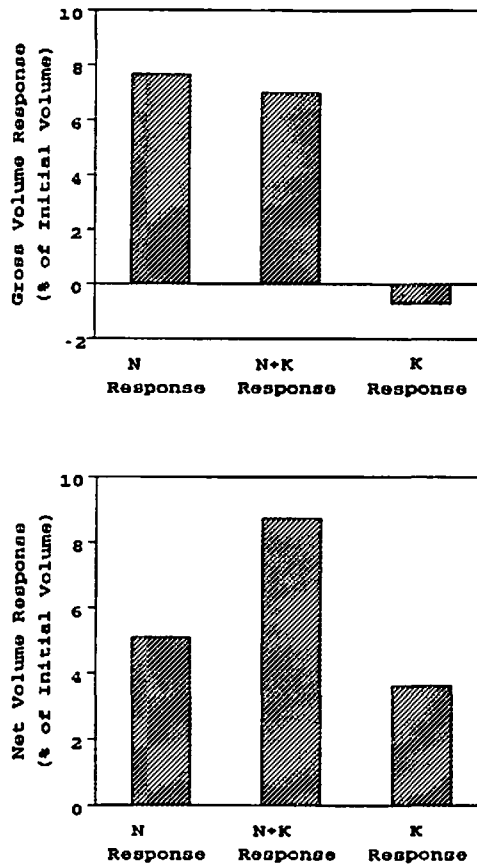 Gross Volume Response
(% of Initial Volume)
10
8
6
4
2
0
-2
N
Response
N+K
Response
K
Response
Net Volume Response
(% of Initial Volume)
10
8
6
4
2
0
N
Response
N+K
Response
K
Response